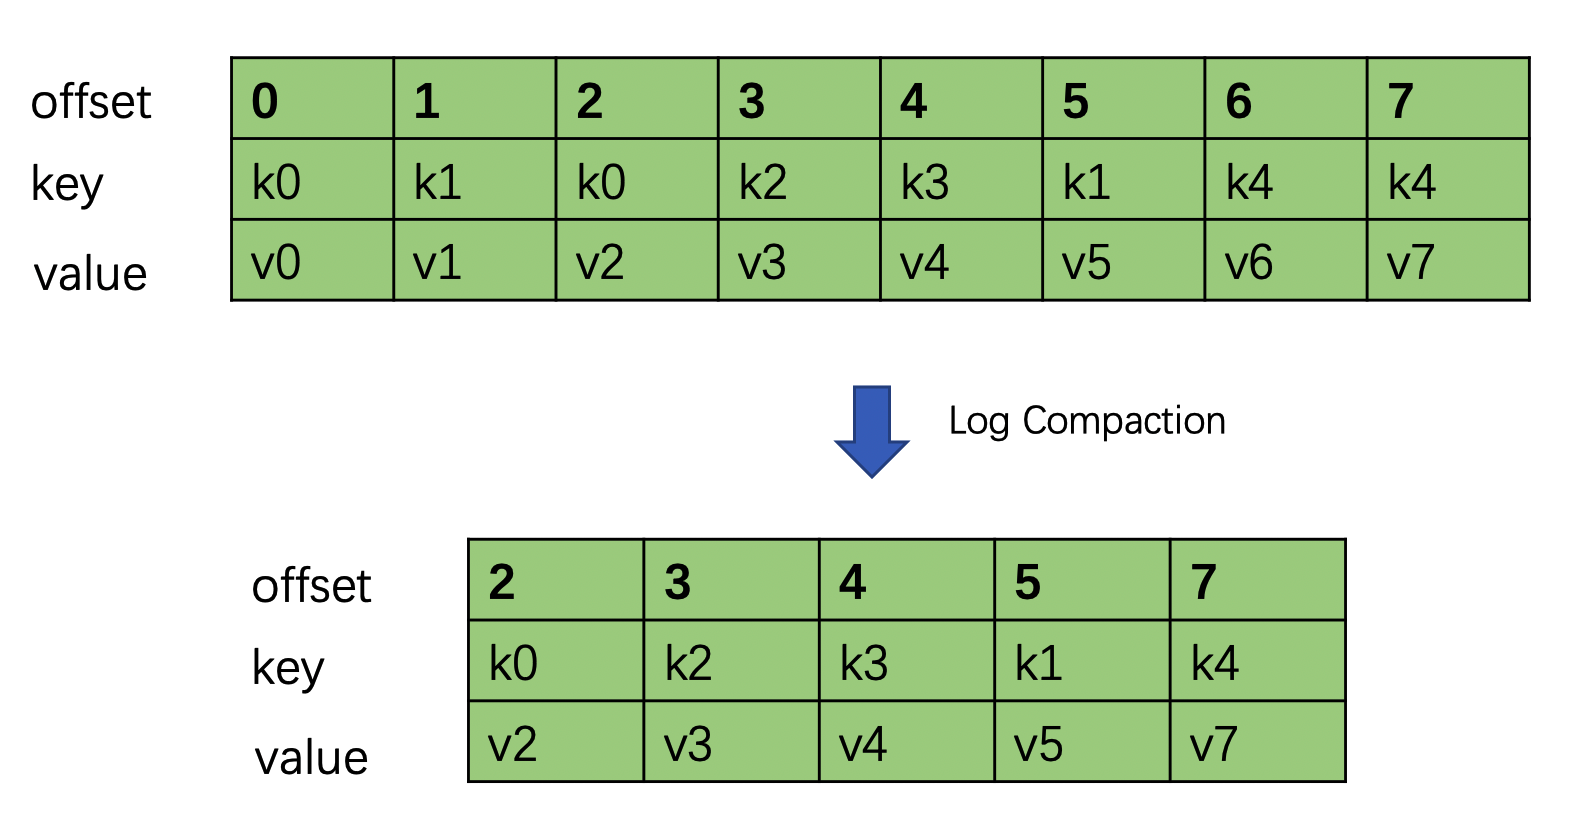 offset 0 1 2 3 4 5 6 7
key k0 k1 k0 k2 k3 k1 k4 k4
value v0 v1 v2 v3 v4 v5 v6 v7
Log Compaction
offset 2 3 4 5 7
key k0 k2 k3 k1 k4
value v2 v3 v4 v5 v7